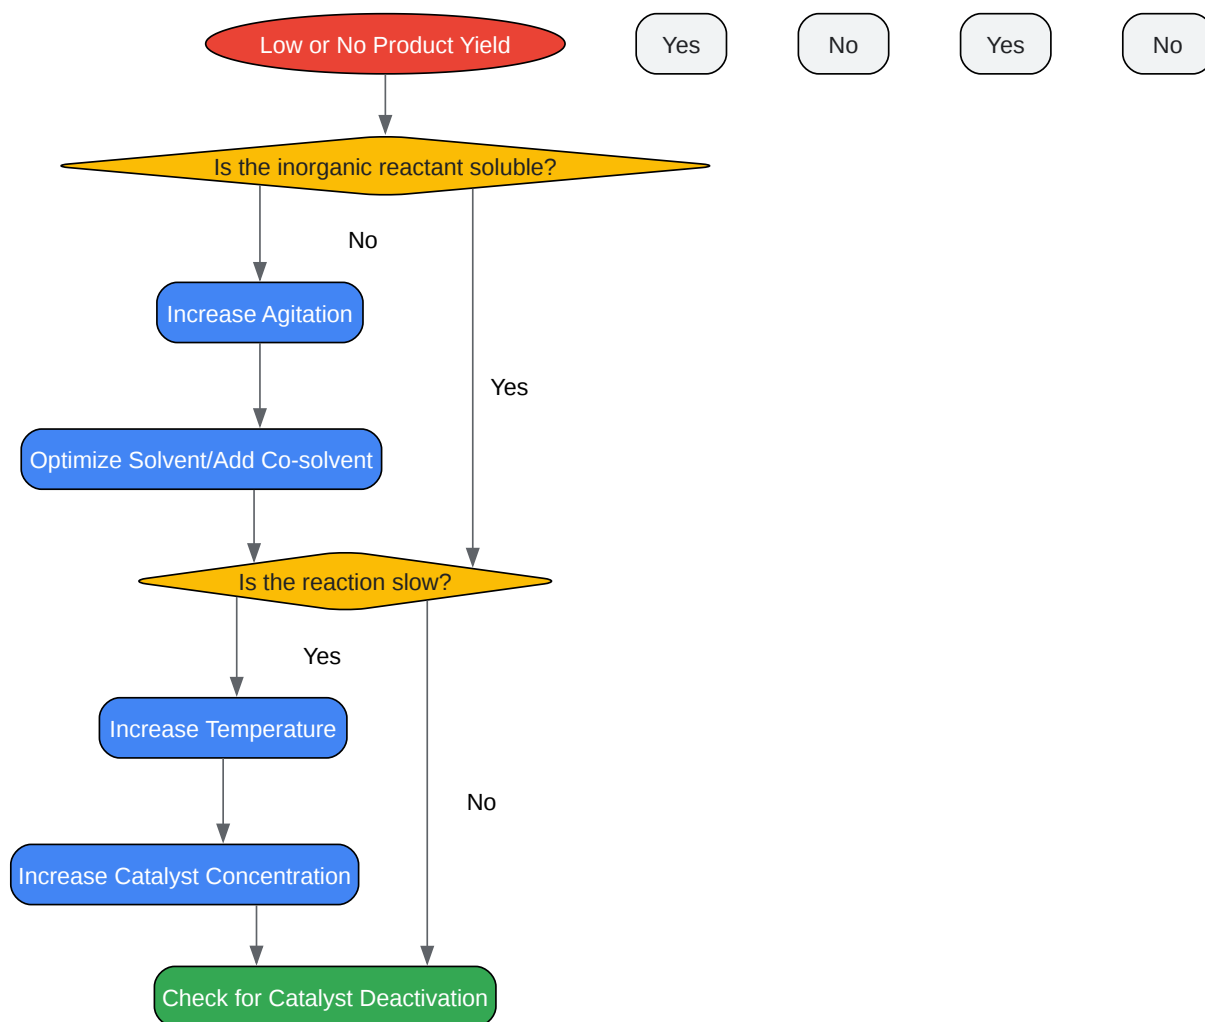 Low or No Product Yield
Yes
No
Yes
No
Is the inorganic reactant soluble?
No
Increase Agitation
Yes
Optimize Solvent/Add Co-solvent
Is the reaction slow?
Yes
Increase Temperature
No
Increase Catalyst Concentration
Check for Catalyst Deactivation